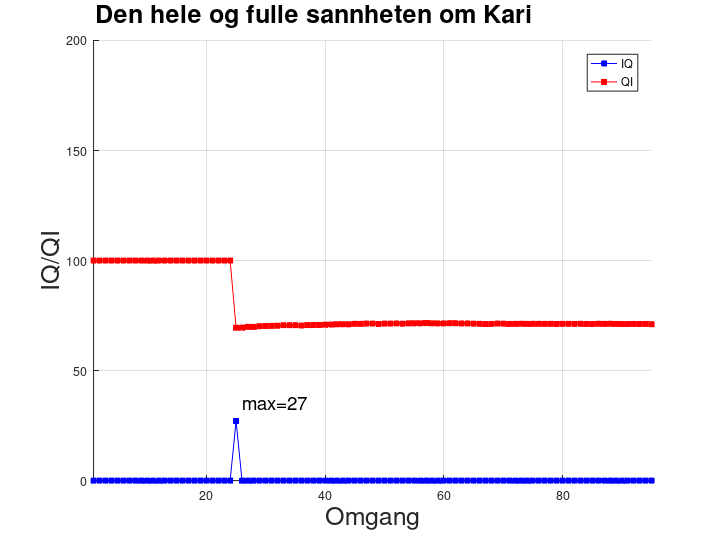 Den hele og fulle sannheten om Kari
200
IQ
QI
150
IQ/QI
100
50
max=27
0
20 40 60 80
Omgang